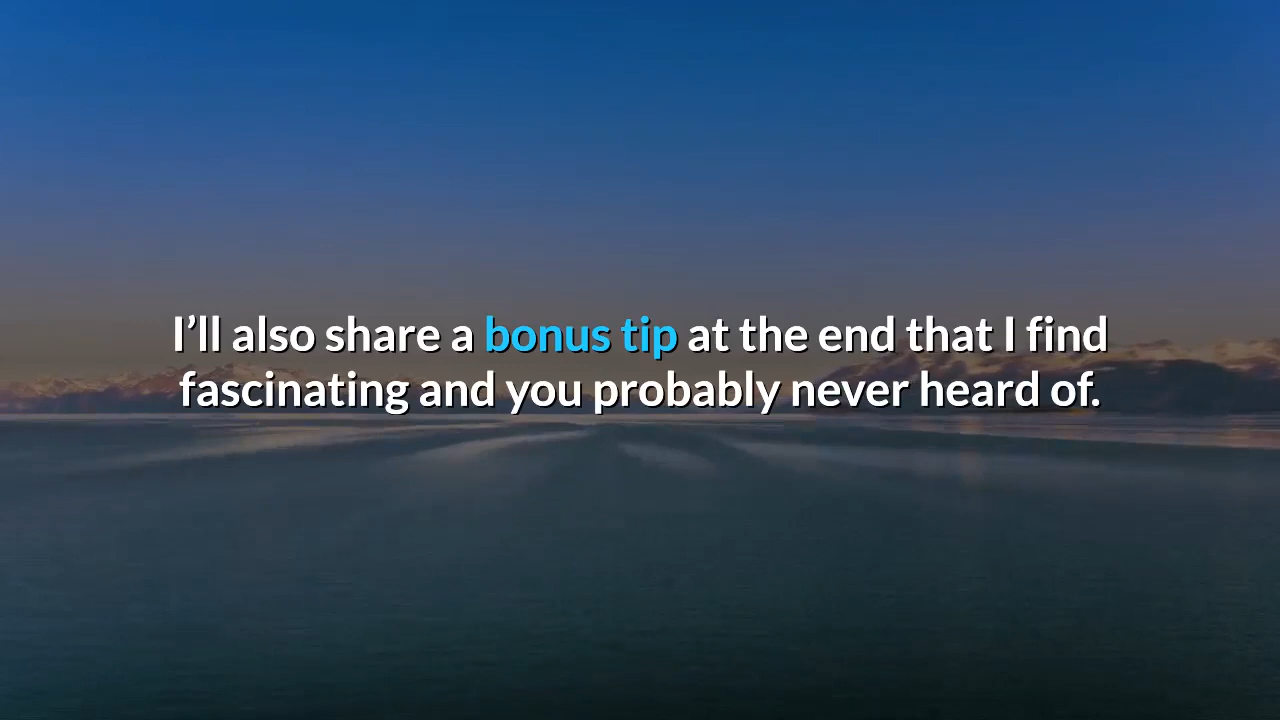 I’ll also share a bonus tip at the end that I find
fascinating and you probably never heard of.